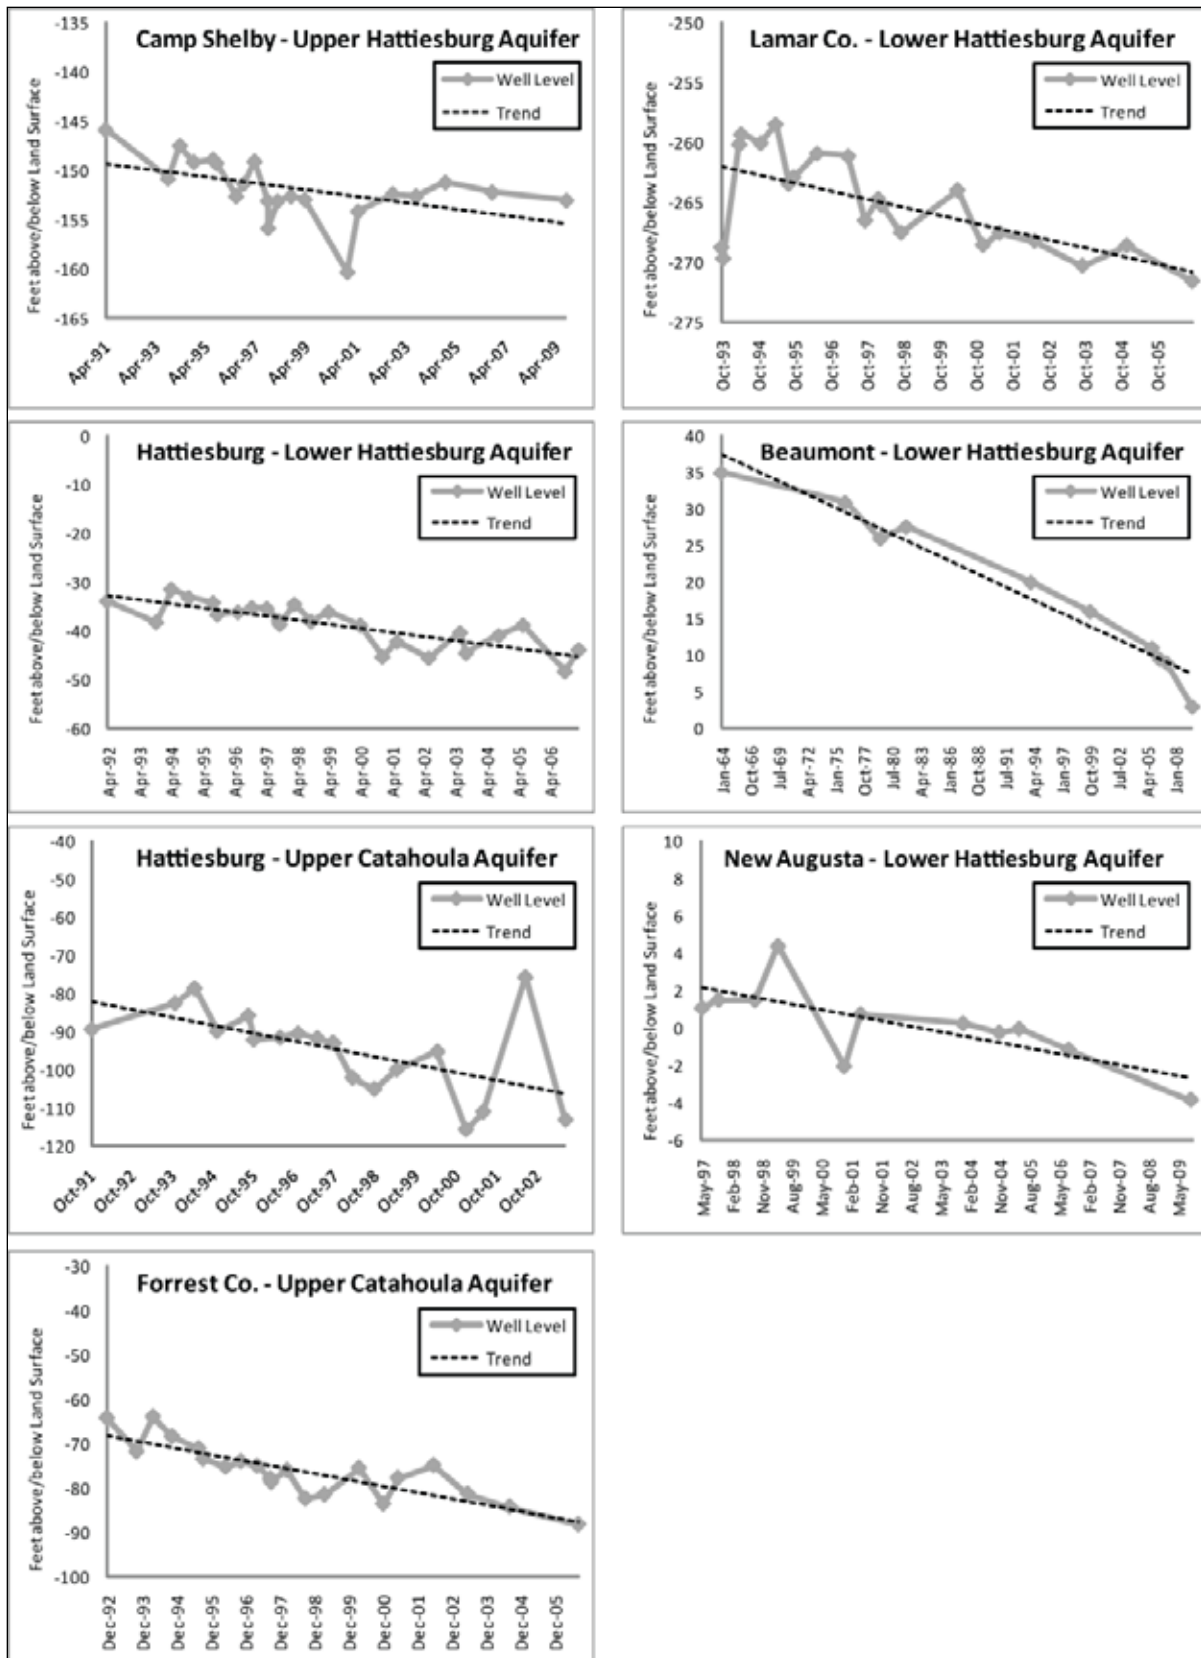 Camp Shelby - Upper Hattiesburg Aquifer
Well Level
Trend
Feet above/below Land Surface
-135
-140
-145
-150
-155
-160
-165
Apr-91
Apr-93
Apr-95
Apr-97
Apr-99
Apr-01
Apr-03
Apr-05
Apr-07
Apr-09
Lamar Co. - Lower Hattiesburg Aquifer
Well Level
Trend
Feet above/below Land Surface
-250
-255
-260
-265
-270
-275
Oct-93
Oct-94
Oct-95
Oct-96
Oct-97
Oct-98
Oct-99
Oct-00
Oct-01
Oct-02
Oct-03
Oct-04
Oct-05
Hattiesburg - Lower Hattiesburg Aquifer
Well Level
Trend
Feet above/below Land Surface
0
-10
-20
-30
-40
-50
-60
Apr-92
Apr-93
Apr-94
Apr-95
Apr-96
Apr-97
Apr-98
Apr-99
Apr-00
Apr-01
Apr-02
Apr-03
Apr-04
Apr-05
Apr-06
Beaumont - Lower Hattiesburg Aquifer
Well Level
Trend
Feet above/below Land Surface
40
35
30
25
20
15
10
5
0
Jan-64
Oct-66
Jul-69
Apr-72
Jan-75
Oct-77
Jul-80
Apr-83
Jan-86
Oct-88
Jul-91
Apr-94
Jan-97
Oct-99
Jul-02
Apr-05
Jan-08
Hattiesburg - Upper Catahoula Aquifer
Well Level
Trend
Feet above/below Land Surface
-40
-50
-60
-70
-80
-90
-100
-110
-120
Oct-91
Oct-92
Oct-93
Oct-94
Oct-95
Oct-96
Oct-97
Oct-98
Oct-99
Oct-00
Oct-01
Oct-02
New Augusta - Lower Hattiesburg Aquifer
Well Level
Trend
Feet above/below Land Surface
10
8
6
4
2
0
-2
-4
-6
May-97
Feb-98
Nov-98
Aug-99
May-00
Feb-01
Nov-01
Aug-02
May-03
Feb-04
Nov-04
Aug-05
May-06
Feb-07
Nov-07
Aug-08
May-09
Forrest Co. - Upper Catahoula Aquifer
Well Level
Trend
Feet above/below Land Surface
-30
-40
-50
-60
-70
-80
-90
-100
Dec-92
Dec-93
Dec-94
Dec-95
Dec-96
Dec-97
Dec-98
Dec-99
Dec-00
Dec-01
Dec-02
Dec-03
Dec-04
Dec-05